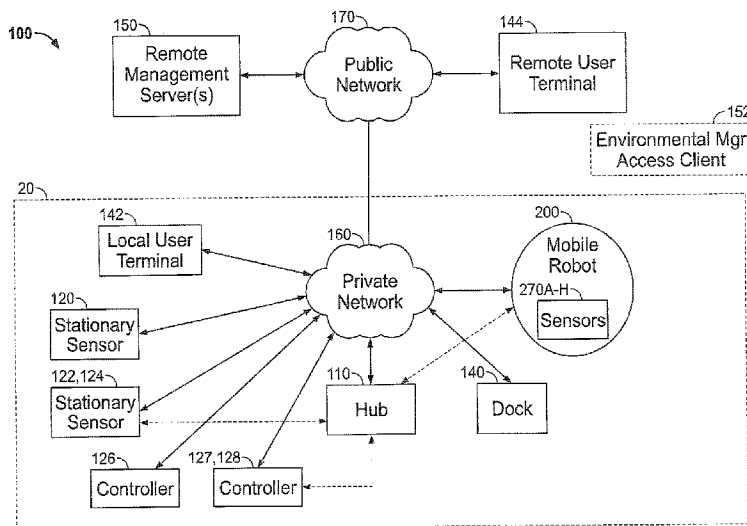 100
150
Remote
Management
Server(s)
170
Public
Network
144
Remote User
Terminal
152
Environmental Mgr
Access Client
20
142
Local User
Terminal
160
Private
Network
200
Mobile
Robot
270A-H
Sensors
120
Stationary
Sensor
122,124
Stationary
Sensor
110
Hub
140
Dock
126
Controller
127,128
Controller